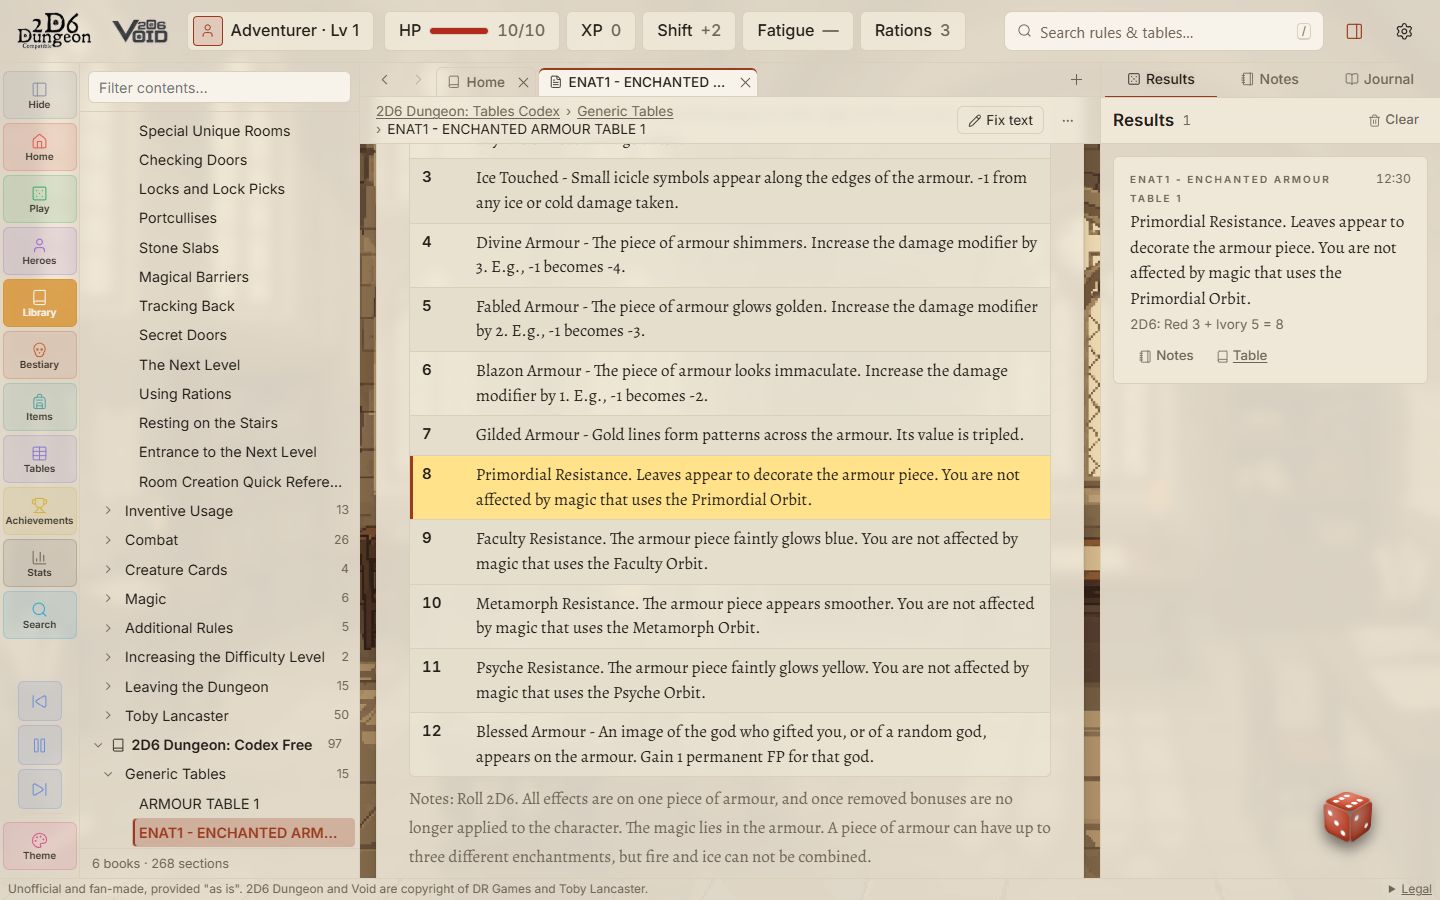 2D6
Dungeon
Compatible
2D6
VOID
Adventurer · Lv 1
HP 10/10
XP 0
Shift +2
Fatigue —
Rations 3
Search rules & tables...
/
Hide
Home
Play
Heroes
Library
Bestiary
Items
Tables
Achievements
Stats
Search
Theme
Filter contents...
Special Unique Rooms
Checking Doors
Locks and Lock Picks
Portcullises
Stone Slabs
Magical Barriers
Tracking Back
Secret Doors
The Next Level
Using Rations
Resting on the Stairs
Entrance to the Next Level
Room Creation Quick Refere...
Inventive Usage 13
Combat 26
Creature Cards 4
Magic 6
Additional Rules 5
Increasing the Difficulty Level 2
Leaving the Dungeon 15
Toby Lancaster 50
2D6 Dungeon: Codex Free 97
Generic Tables 15
ARMOUR TABLE 1
ENAT1 - ENCHANTED ARM...
6 books · 268 sections
Home
ENAT1 - ENCHANTED ...
2D6 Dungeon: Tables Codex › Generic Tables
› ENAT1 - ENCHANTED ARMOUR TABLE 1
Fix text
...
3 Ice Touched - Small icicle symbols appear along the edges of the armour. -1 from
any ice or cold damage taken.
4 Divine Armour - The piece of armour shimmers. Increase the damage modifier by
3. E.g., -1 becomes -4.
5 Fabled Armour - The piece of armour glows golden. Increase the damage modifier
by 2. E.g., -1 becomes -3.
6 Blazon Armour - The piece of armour looks immaculate. Increase the damage
modifier by 1. E.g., -1 becomes -2.
7 Gilded Armour - Gold lines form patterns across the armour. Its value is tripled.
8 Primordial Resistance. Leaves appear to decorate the armour piece. You are not
affected by magic that uses the Primordial Orbit.
9 Faculty Resistance. The armour piece faintly glows blue. You are not affected by
magic that uses the Faculty Orbit.
10 Metamorph Resistance. The armour piece appears smoother. You are not affected
by magic that uses the Metamorph Orbit.
11 Psyche Resistance. The armour piece faintly glows yellow. You are not affected by
magic that uses the Psyche Orbit.
12 Blessed Armour - An image of the god who gifted you, or of a random god,
appears on the armour. Gain 1 permanent FP for that god.
Notes: Roll 2D6. All effects are on one piece of armour, and once removed bonuses are no
longer applied to the character. The magic lies in the armour. A piece of armour can have up to
three different enchantments, but fire and ice can not be combined.
Results
Notes
Journal
Results 1
Clear
ENAT1 - ENCHANTED ARMOUR 12:30
TABLE 1
Primordial Resistance. Leaves appear to
decorate the armour piece. You are not
affected by magic that uses the
Primordial Orbit.
2D6: Red 3 + Ivory 5 = 8
Notes
Table
Unofficial and fan-made, provided "as is". 2D6 Dungeon and Void are copyright of DR Games and Toby Lancaster.
Legal